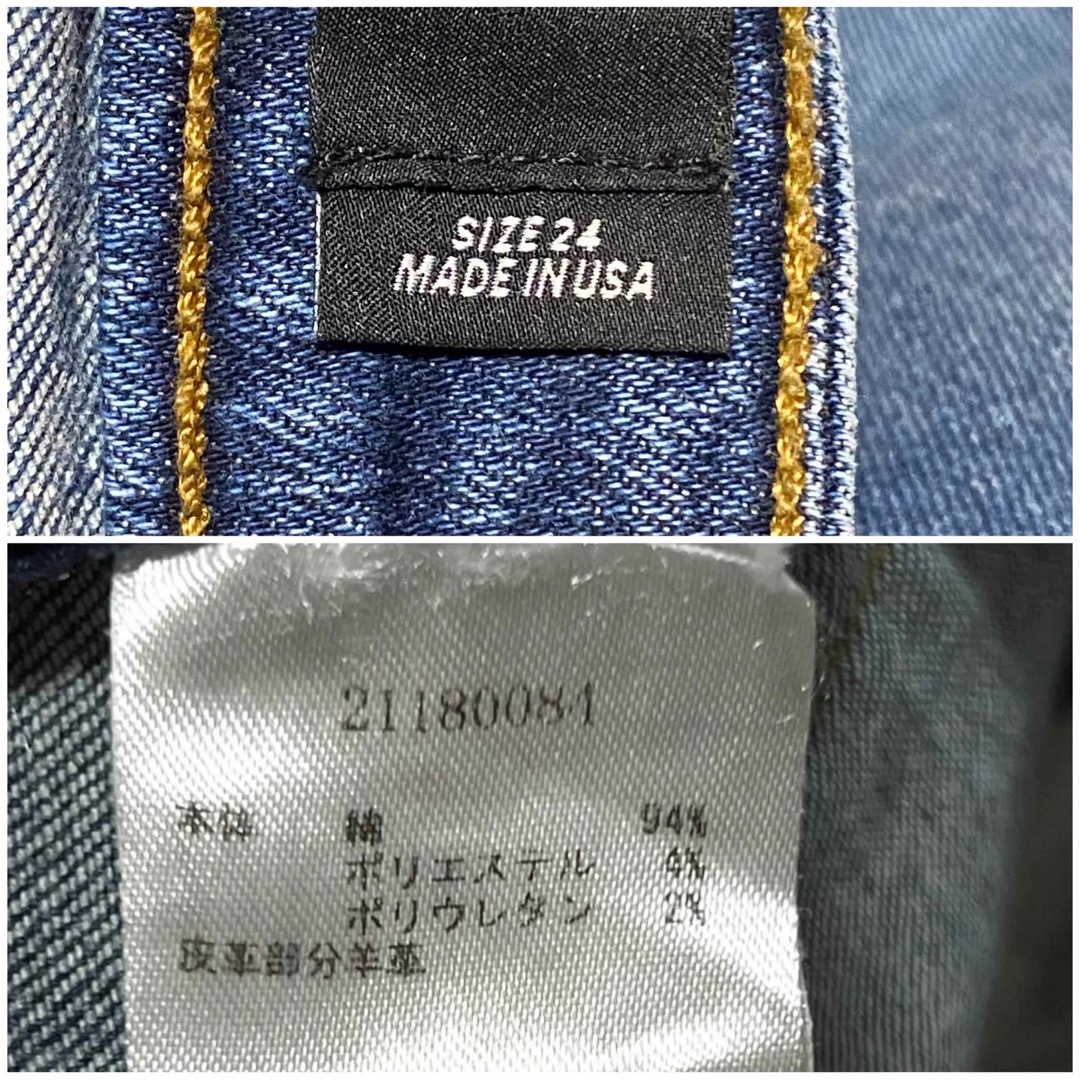 SIZE 24
MADE IN USA
21180084
本体 綿 94%
ポリエステル 4%
ポリウレタン 2%
皮革部分羊革